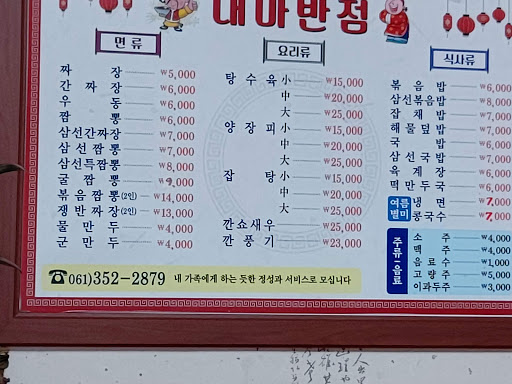 대마반점
면 류
짜 장 ₩5,000
간 짜 장 ₩6,000
우 동 ₩6,000
짬 뽕 ₩6,000
삼선간짜장 ₩7,000
삼 선 짬 뽕 ₩7,000
삼선특짬뽕 ₩8,000
굴 짬 뽕 ₩9,000
볶음짬뽕(2인) ₩14,000
쟁반짜장(2인) ₩13,000
물 만 두 ₩4,000
군 만 두 ₩4,000
요리류
탕 수 육 小 ₩15,000
中 ₩20,000
大 ₩25,000
양 장 피 小 ₩15,000
中 ₩20,000
大 ₩25,000
잡 탕 小 ₩15,000
中 ₩20,000
大 ₩25,000
깐쇼새우 ₩25,000
깐 풍 기 ₩23,000
식사류
볶 음 밥 ₩6,000
삼선볶음밥 ₩8,000
잡 채 밥 ₩7,000
해 물 덮 밥 ₩7,000
국 밥 ₩6,000
삼 선 국 밥 ₩7,000
육 계 장 ₩6,000
떡 만 두 국 ₩6,000
여름별미
냉 면 ₩7,000
콩국수 ₩7,000
주류·음료
소 주 ₩4,000
맥 주 ₩4,000
음 료 수 ₩1,000
고 량 주 ₩5,000
이과두주 ₩3,000
☎061)352-2879 내 가족에게 하는 듯한 정성과 서비스로 모십니다